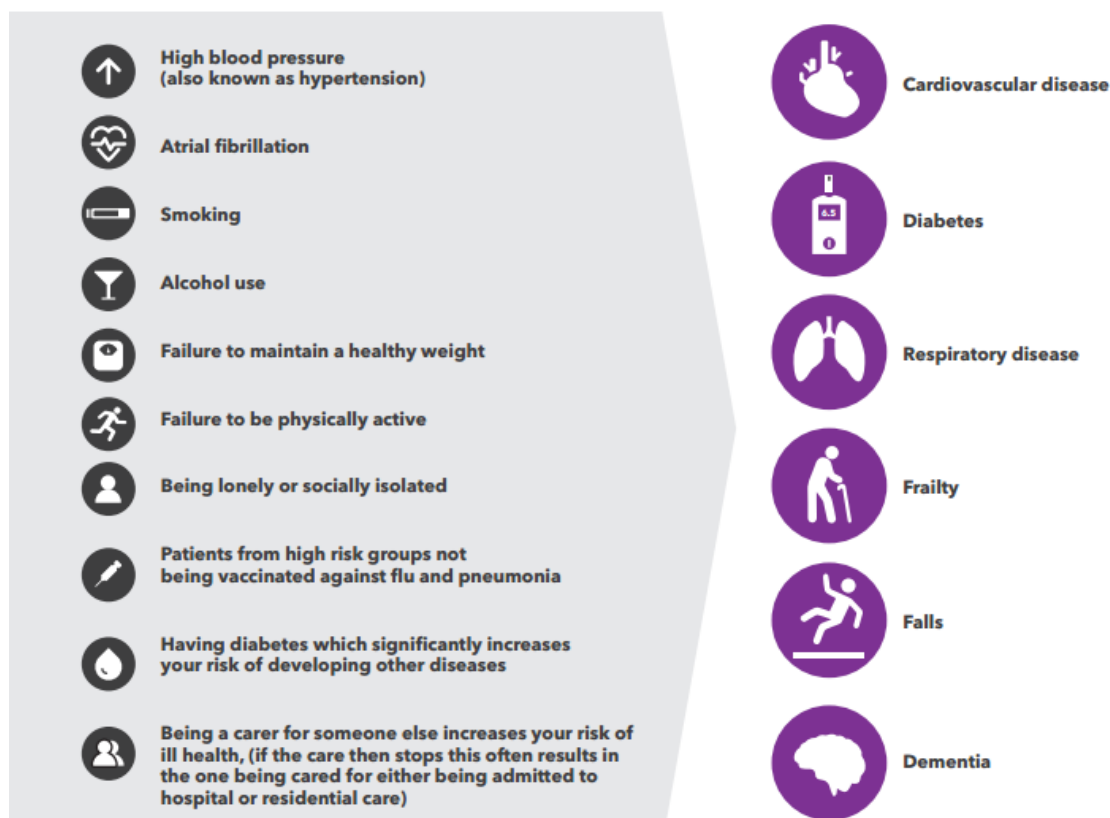 High blood pressure
(also known as hypertension)
Atrial fibrillation
Smoking
Alcohol use
Failure to maintain a healthy weight
Failure to be physically active
Being lonely or socially isolated
Patients from high risk groups not
being vaccinated against flu and pneumonia
Having diabetes which significantly increases
your risk of developing other diseases
Being a carer for someone else increases your risk of
ill health, (if the care then stops this often results in
the one being cared for either being admitted to
hospital or residential care)
Cardiovascular disease
6.5
Diabetes
Respiratory disease
Frailty
Falls
Dementia